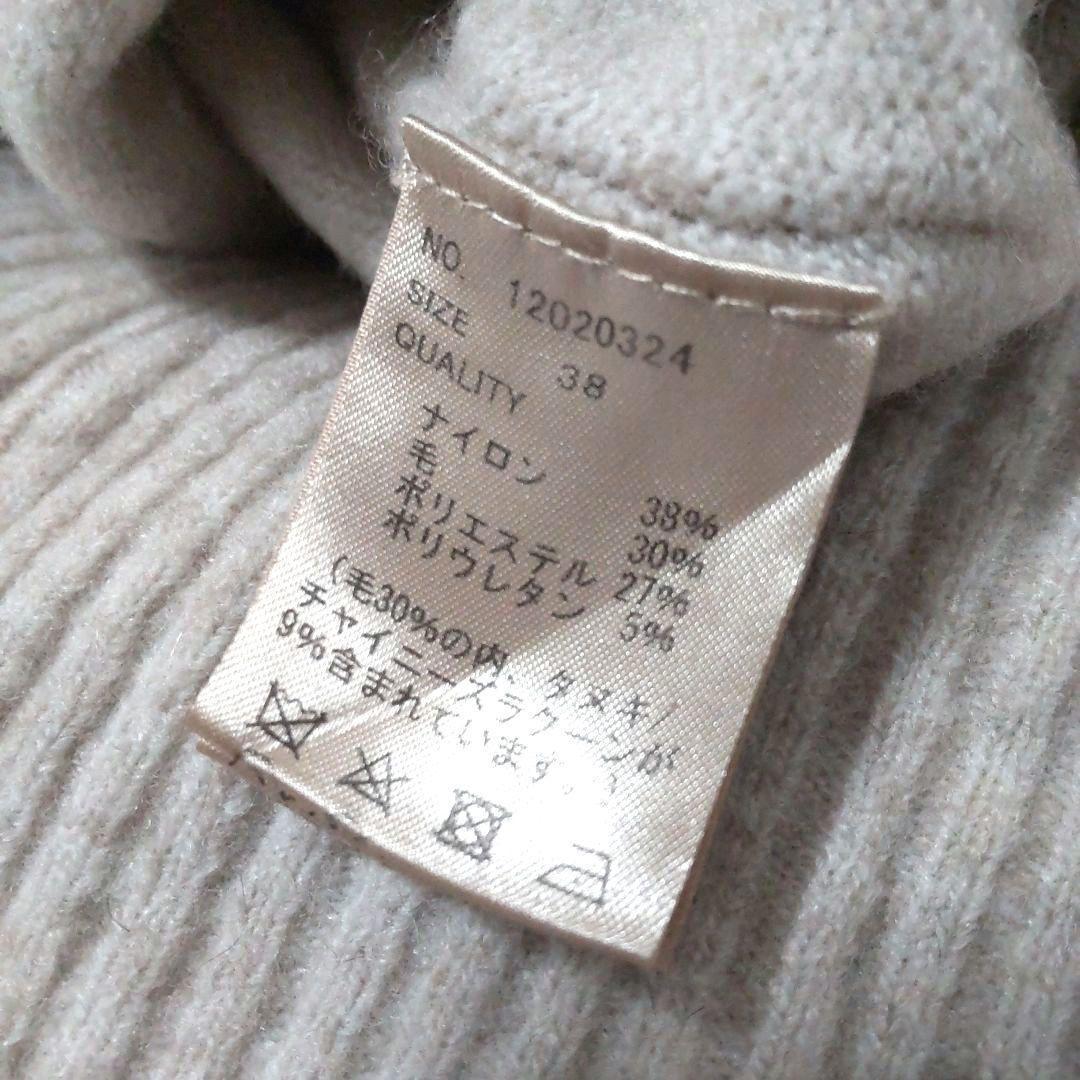 NO. 12020324
SIZE 38
QUALITY
ナイロン 38%
毛 30%
ポリエステル 27%
ポリウレタン 5%
(毛30%の内、タヌキ/
チャイニーズラクーンが
9%含まれています。)